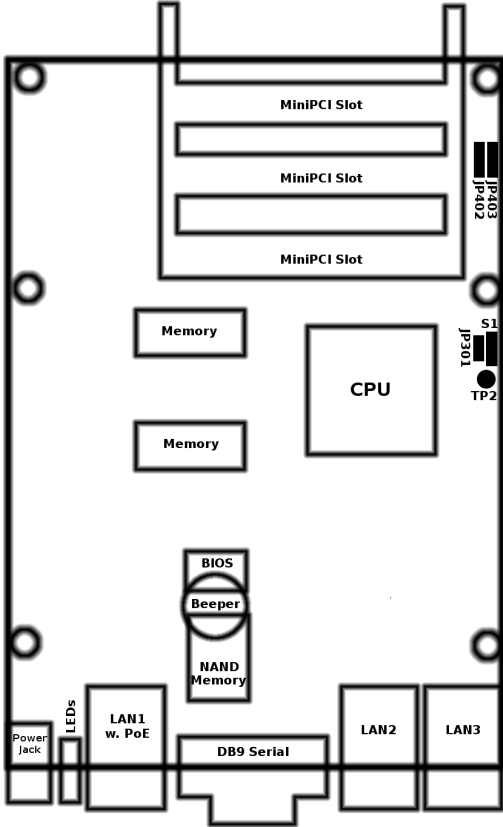 MiniPCI Slot
MiniPCI Slot
MiniPCI Slot
JP402
JP403
S1
JP301
TP2
Memory
CPU
Memory
BIOS
Beeper
NAND
Memory
LEDs
Power
Jack
LAN1
w. PoE
DB9 Serial
LAN2
LAN3